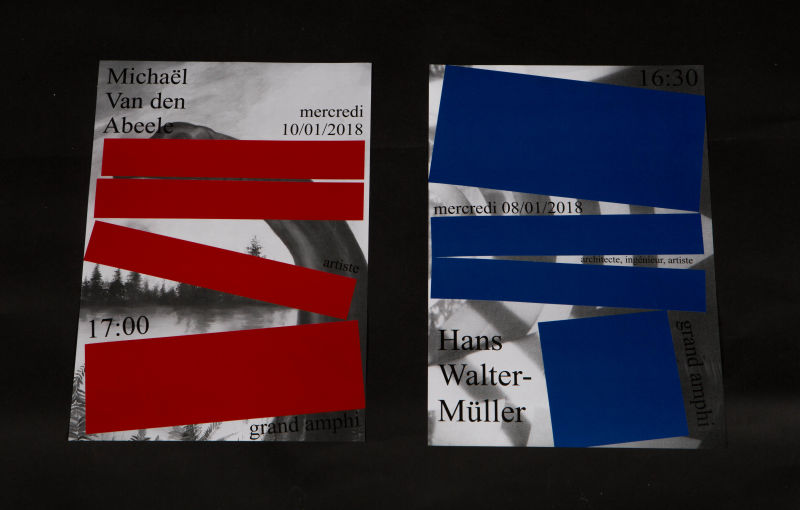 Michaël
Van den
Abeele
mercredi
10/01/2018
artiste
17:00
grand amphi
16:30
mercredi 08/01/2018
architecte, ingénieur, artiste
Hans
Walter-
Müller
grand amphi